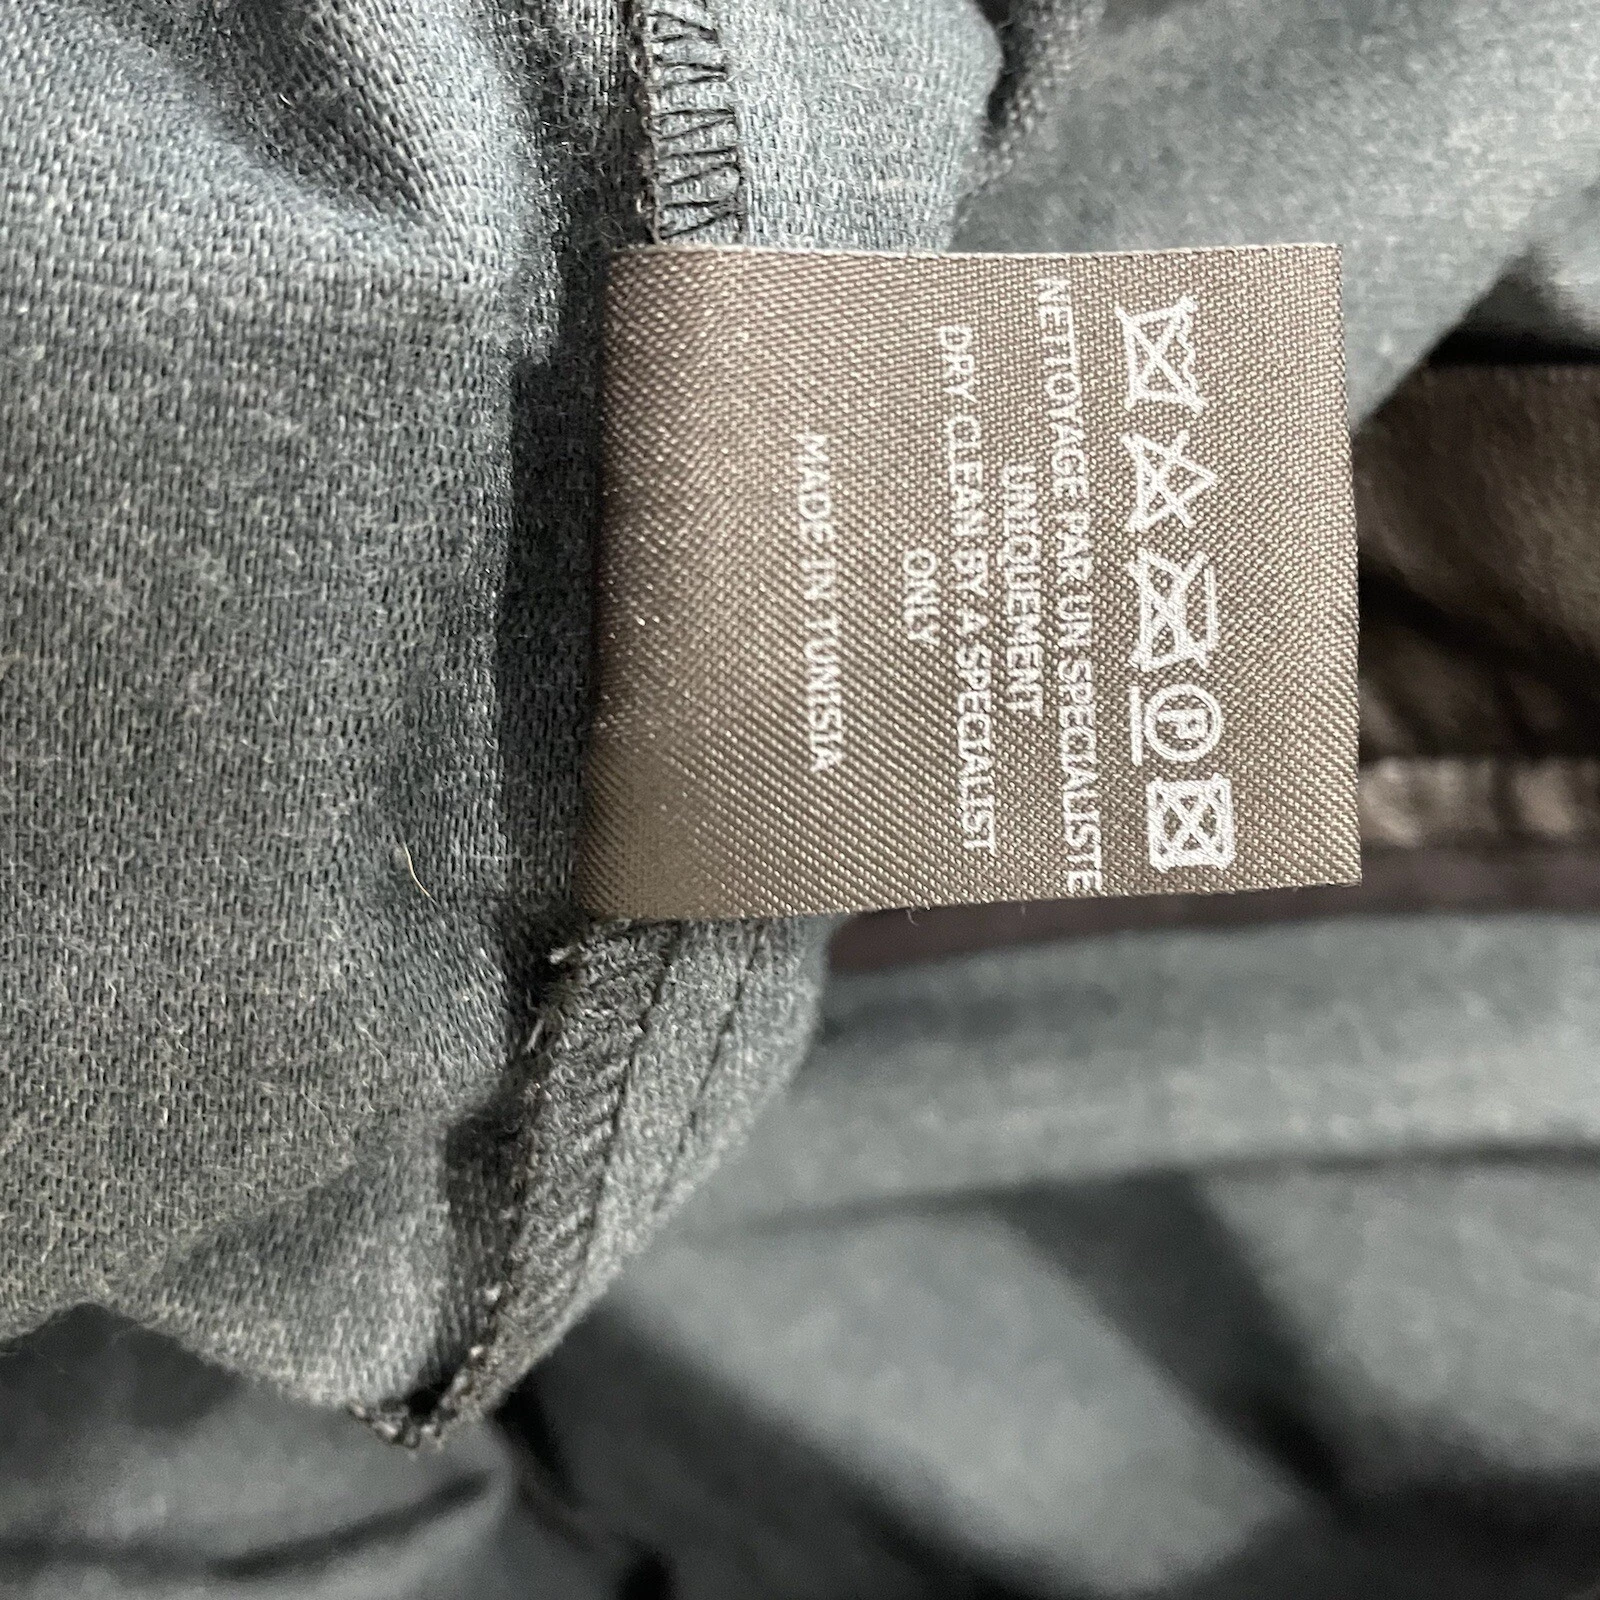 P
NETTOYAGE PAR UN SPECIALISTE
UNIQUEMENT
DRY CLEAN BY A SPECIALIST
ONLY
MADE IN TUNISIA